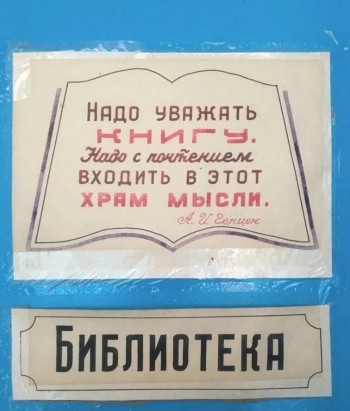 Надо уважать
книгу.
Надо с почтением
входить в этот
храм мысли.
А. И Герцен
Библиотека